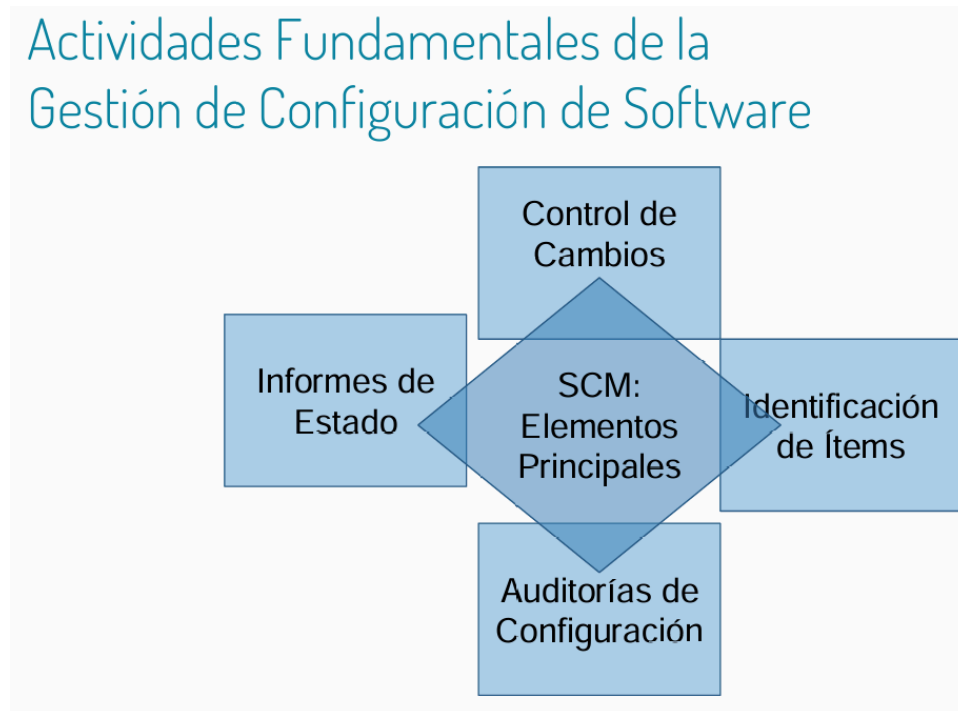 Actividades Fundamentales de la
Gestión de Configuración de Software
Control de
Cambios
Informes de
Estado
SCM:
Elementos
Principales
Identificación
de Ítems
Auditorías de
Configuración